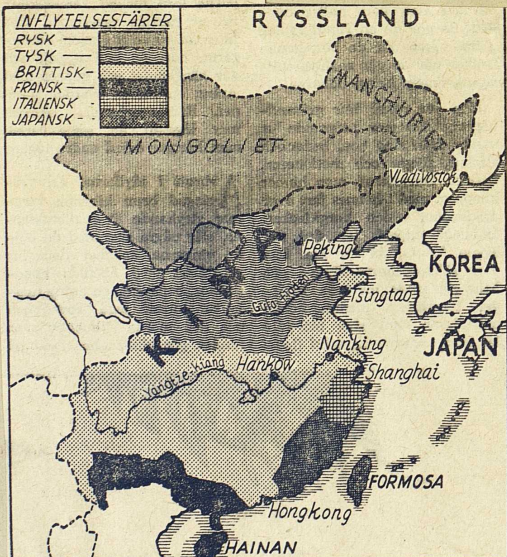 RYSSLAND
INFLYTELSESFÄRER
RYSK
TYSK
BRITTISK
FRANSK
ITALIENSK
JAPANSK
MANCHURIET
MONGOLIET
Vladivostok
Peking
KINA
KOREA
Gula floden
Tsingtao
Nanking
JAPAN
Hankow
Yangtze-Kiang
Shanghai
FORMOSA
Hongkong
HAINAN